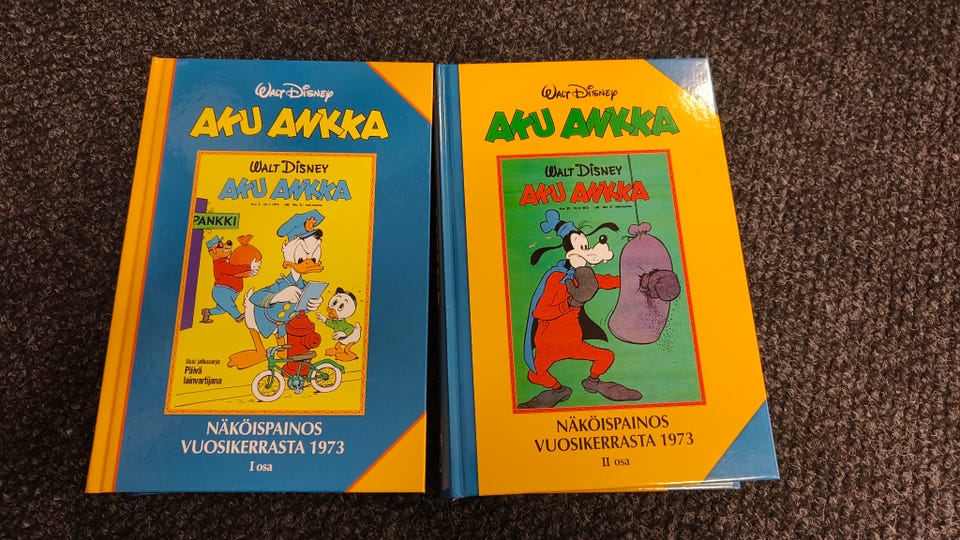 WALT DISNEY
AKU ANKKA
WALT DISNEY
AKU ANKKA
PANKKI
Uusi jatkosarja:
Päivä
lainvartijana
NÄKÖISPAINOS
VUOSIKERRASTA 1973
I osa
WALT DISNEY
AKU ANKKA
WALT DISNEY
AKU ANKKA
NÄKÖISPAINOS
VUOSIKERRASTA 1973
II osa